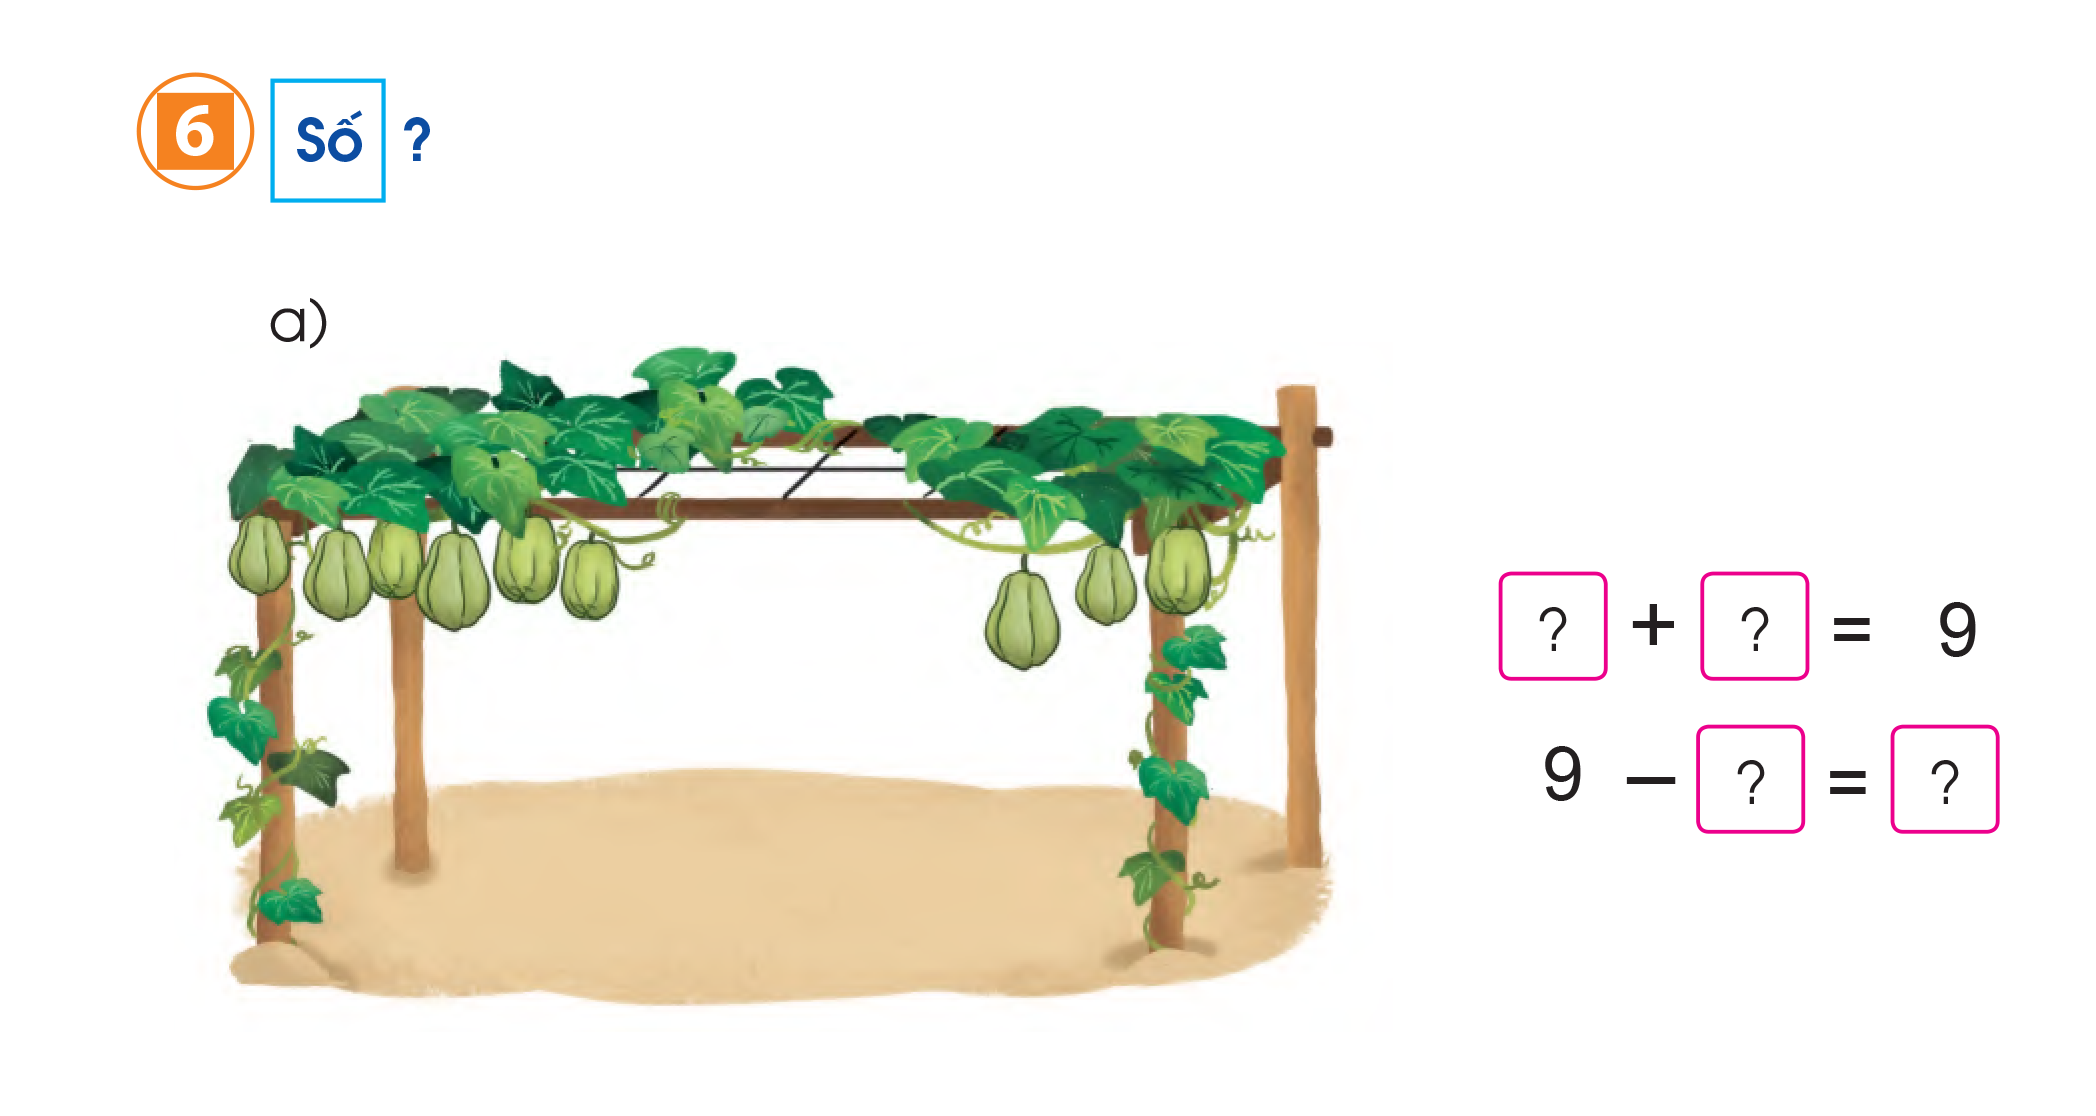 6 Số ?
a)
? + ? = 9
9 – ? = ?